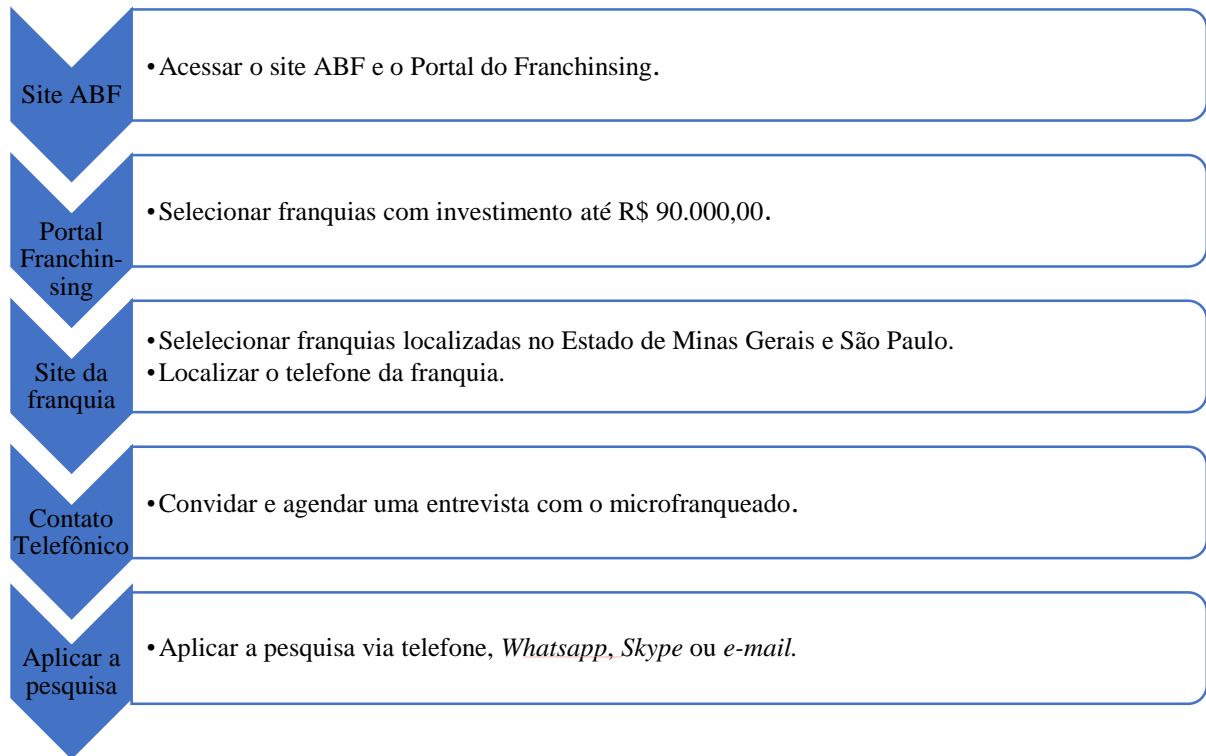 Site ABF
•Acessar o site ABF e o Portal do Franchinsing.
Portal
Franchin-
sing
•Selecionar franquias com investimento até R$ 90.000,00.
Site da
franquia
•Selelecionar franquias localizadas no Estado de Minas Gerais e São Paulo.
•Localizar o telefone da franquia.
Contato
Telefônico
•Convidar e agendar uma entrevista com o microfranqueado.
Aplicar a
pesquisa
•Aplicar a pesquisa via telefone, Whatsapp, Skype ou e-mail.